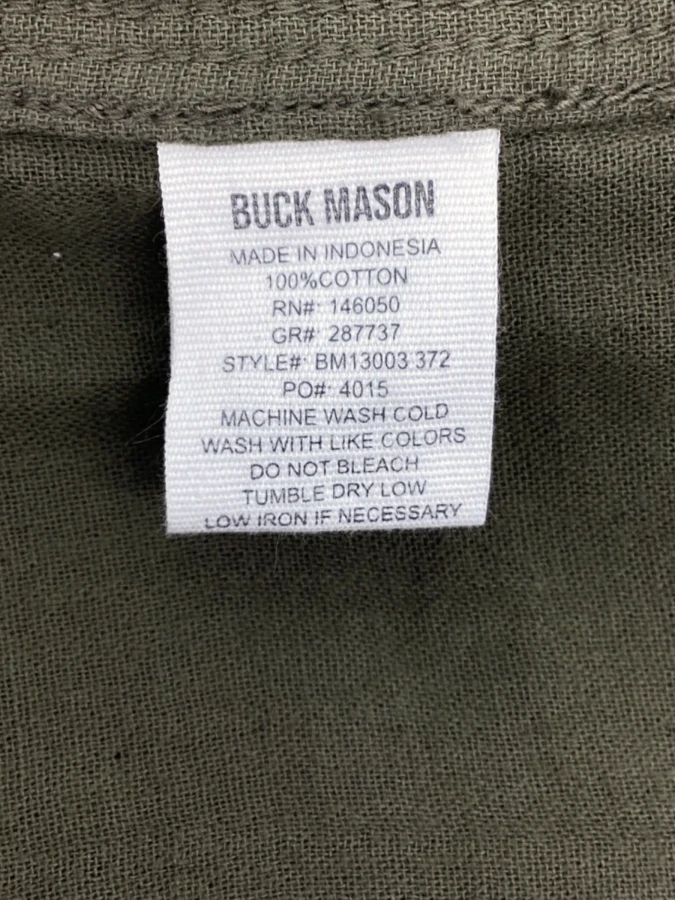 BUCK MASON
MADE IN INDONESIA
100%COTTON
RN#: 146050
GR#: 287737
STYLE#: BM13003 372
PO#: 4015
MACHINE WASH COLD
WASH WITH LIKE COLORS
DO NOT BLEACH
TUMBLE DRY LOW
LOW IRON IF NECESSARY